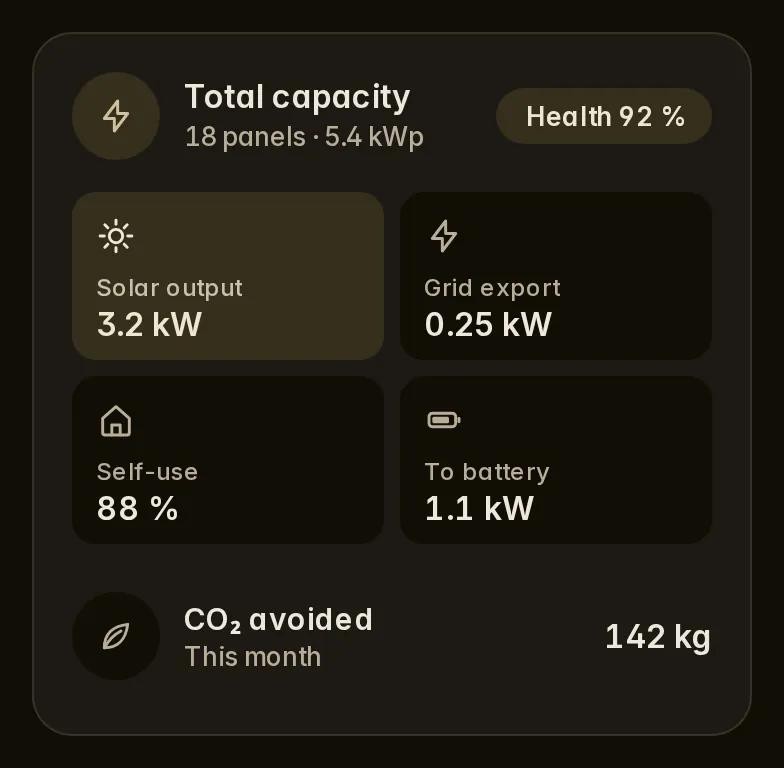 Total capacity
18 panels · 5.4 kWp
Health 92 %
Solar output
3.2 kW
Grid export
0.25 kW
Self-use
88 %
To battery
1.1 kW
CO₂ avoided
This month
142 kg